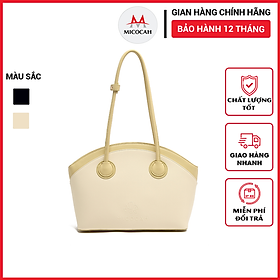 MICOCAH
GIAN HÀNG CHÍNH HÃNG
BẢO HÀNH 12 THÁNG
MÀU SẮC
CHẤT LƯỢNG
TỐT
GIAO HÀNG
NHANH
MIỄN PHÍ
ĐỔI TRẢ